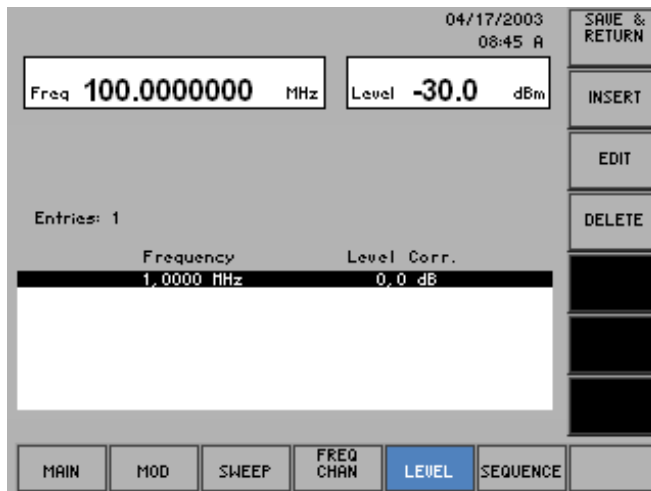 04/17/2003
08:45 A
Freq 100.0000000 MHz
Level -30.0 dBm
Entries: 1
Frequency Level Corr.
1,0000 MHz 0,0 dB
SAVE &
RETURN
INSERT
EDIT
DELETE
MAIN
MOD
SWEEP
FREQ
CHAN
LEVEL
SEQUENCE